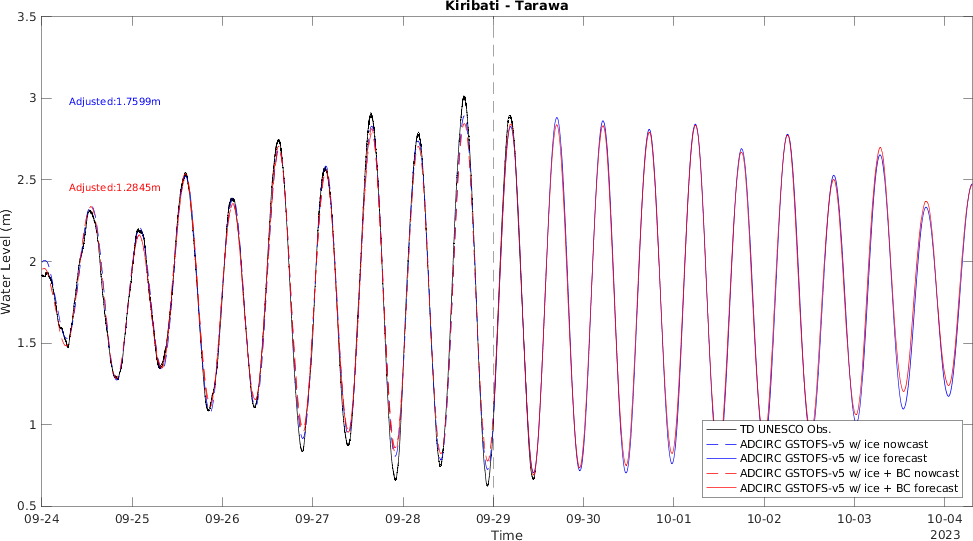 Kiribati - Tarawa
3.5
3
2.5
2
1.5
1
0.5
Water Level (m)
Adjusted:1.7599m
Adjusted:1.2845m
TD UNESCO Obs.
ADCIRC GSTOFS-v5 w/ ice nowcast
ADCIRC GSTOFS-v5 w/ ice forecast
ADCIRC GSTOFS-v5 w/ ice + BC nowcast
ADCIRC GSTOFS-v5 w/ ice + BC forecast
09-24 09-25 09-26 09-27 09-28 09-29 09-30 10-01 10-02 10-03 10-04
Time
2023